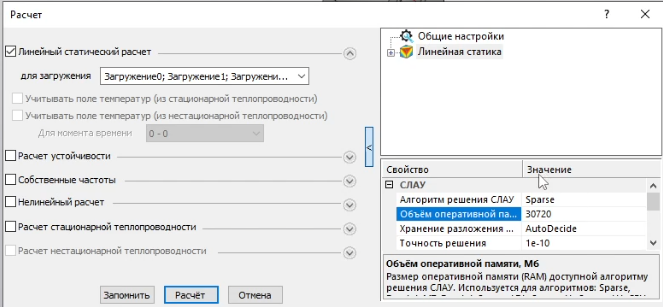 Расчет
? ×
Линейный статический расчет
для загружения Загружение0; Загружение1; Загружени...
Учитывать поле температур (из стационарной теплопроводности)
Учитывать поле температур (из нестационарной теплопроводности)
Для момента времени 0 - 0
Расчет устойчивости
Собственные частоты
Нелинейный расчет
Расчет стационарной теплопроводности
Расчет нестационарной теплопроводности
Запомнить Расчёт Отмена
<
Общие настройки
Линейная статика
Свойство Значение
СЛАУ
Алгоритм решения СЛАУ Sparse
Объём оперативной па... 30720
Хранение разложения ... AutoDecide
Точность решения 1e-10
Объём оперативной памяти, Мб
Размер оперативной памяти (RAM) доступной алгоритму
решения СЛАУ. Используется для алгоритмов: Sparse,